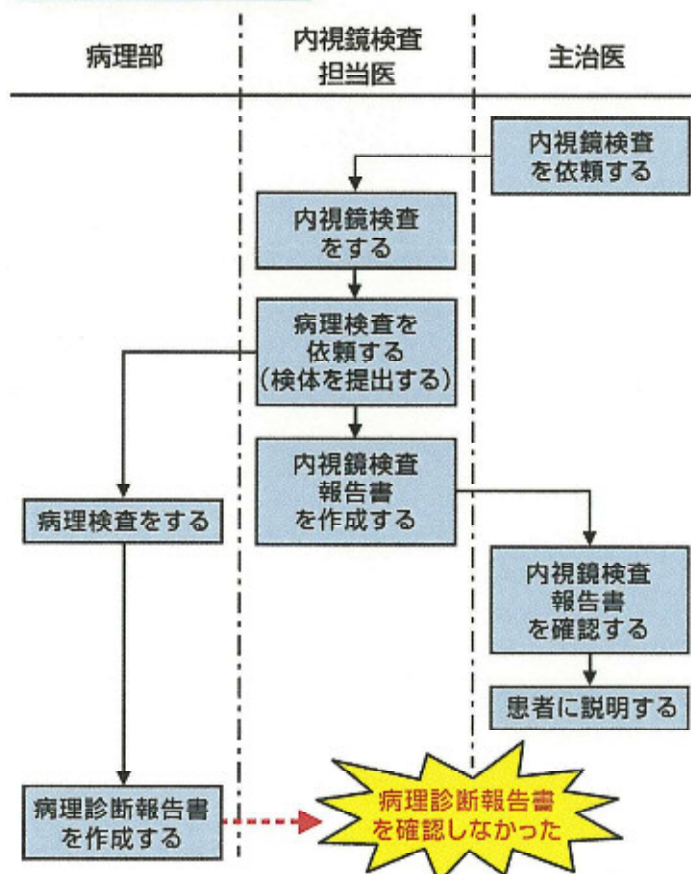 病理部
内視鏡検査
担当医
主治医
内視鏡検査
を依頼する
内視鏡検査
をする
病理検査を
依頼する
(検体を提出する)
内視鏡検査
報告書
を作成する
病理検査をする
内視鏡検査
報告書
を確認する
患者に説明する
病理診断報告書
を作成する
病理診断報告書
を確認しなかった